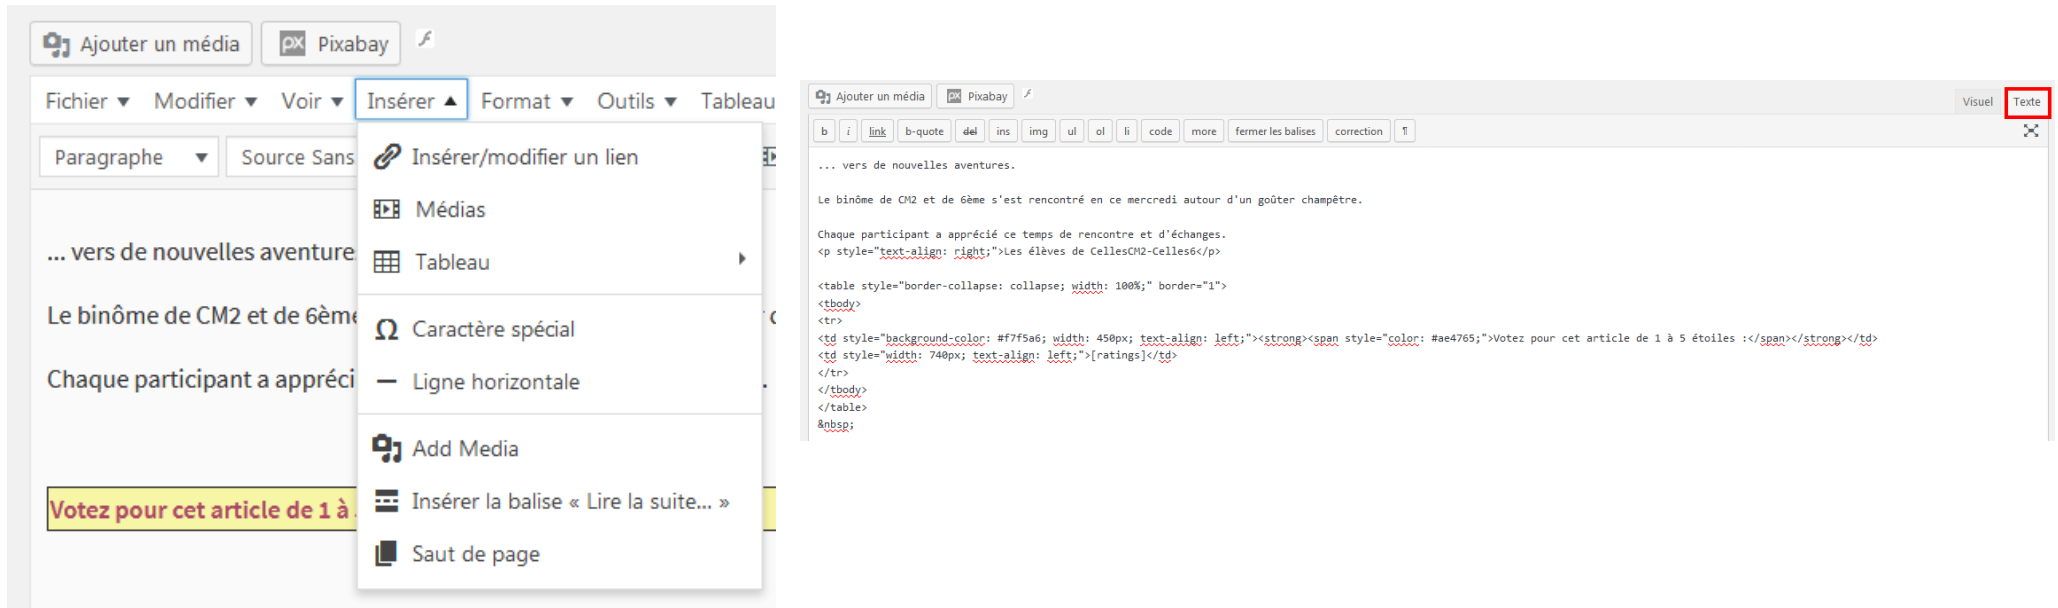 Ajouter un média px Pixabay f
Fichier Modifier Voir Insérer Format Outils Tableau
Paragraphe Source Sans
Insérer/modifier un lien
Médias
Tableau
Caractère spécial
Ligne horizontale
Add Media
Insérer la balise « Lire la suite... »
Saut de page
... vers de nouvelles aventure
Le binôme de CM2 et de 6ème
Chaque participant a appréci
Votez pour cet article de 1 à
Ajouter un média px Pixabay f
Visuel Texte
b i link b-quote del ins img ul ol li code more fermer les balises correction ¶
... vers de nouvelles aventures.
Le binôme de CM2 et de 6ème s'est rencontré en ce mercredi autour d'un goûter champêtre.
Chaque participant a apprécié ce temps de rencontre et d'échanges.
<p style="text-align: right;">Les élèves de CellesCM2-Celles6</p>
<table style="border-collapse: collapse; width: 100%;" border="1">
<tbody>
<tr>
<td style="background-color: #f7f5a6; width: 450px; text-align: left;"><strong><span style="color: #ae4765;">Votez pour cet article de 1 à 5 étoiles :</span></strong></td>
<td style="width: 740px; text-align: left;">[ratings]</td>
</tr>
</tbody>
</table>
&nbsp;